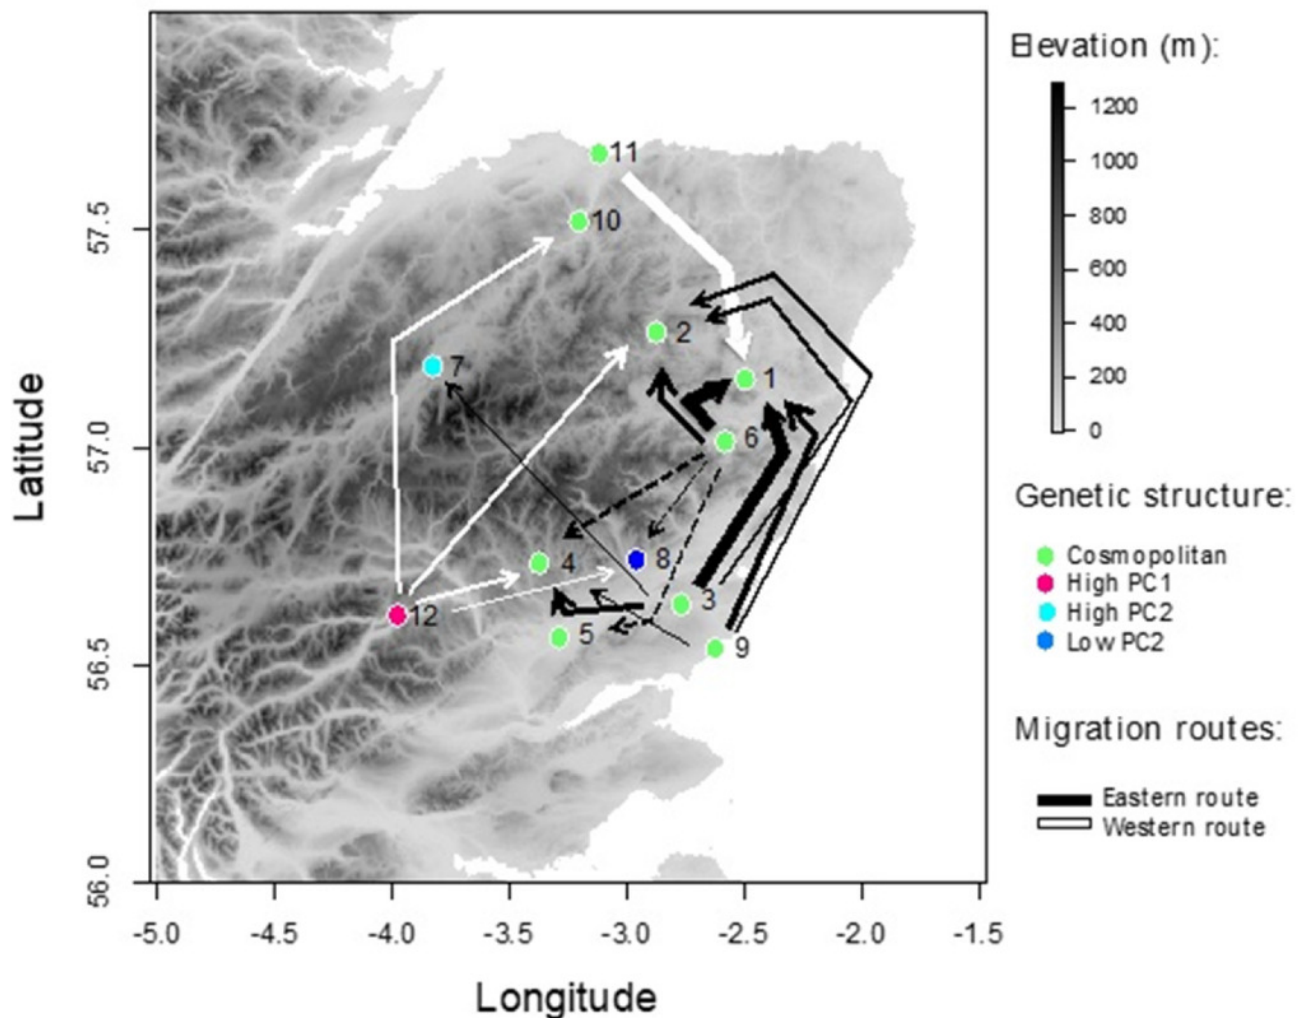 Elevation (m):
1200
1000
800
600
400
200
0
Genetic structure:
Cosmopolitan
High PC1
High PC2
Low PC2
Migration routes:
Eastern route
Western route
Latitude
57.5
57.0
56.5
56.0
11
10
2
7
1
6
4
8
3
12
5
9
-5.0 -4.5 -4.0 -3.5 -3.0 -2.5 -2.0 -1.5
Longitude